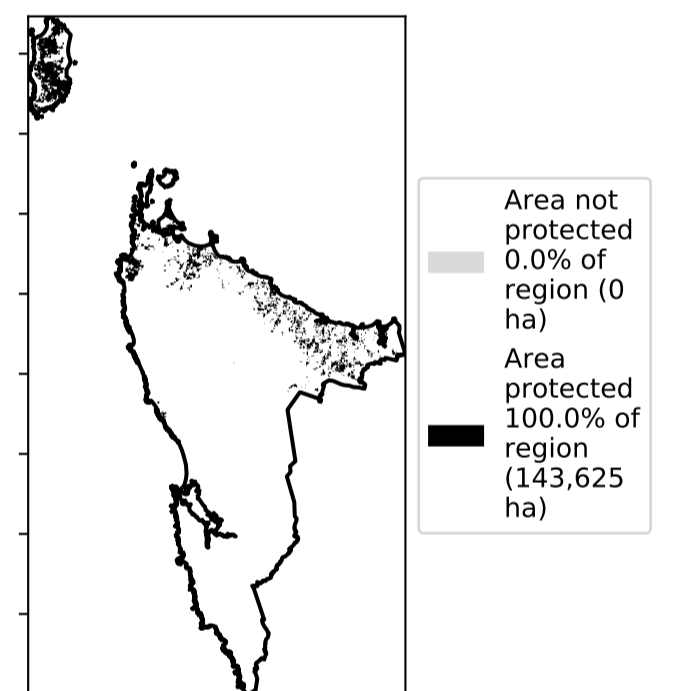 Area not
protected
0.0% of
region (0
ha)
Area
protected
100.0% of
region
(143,625
ha)